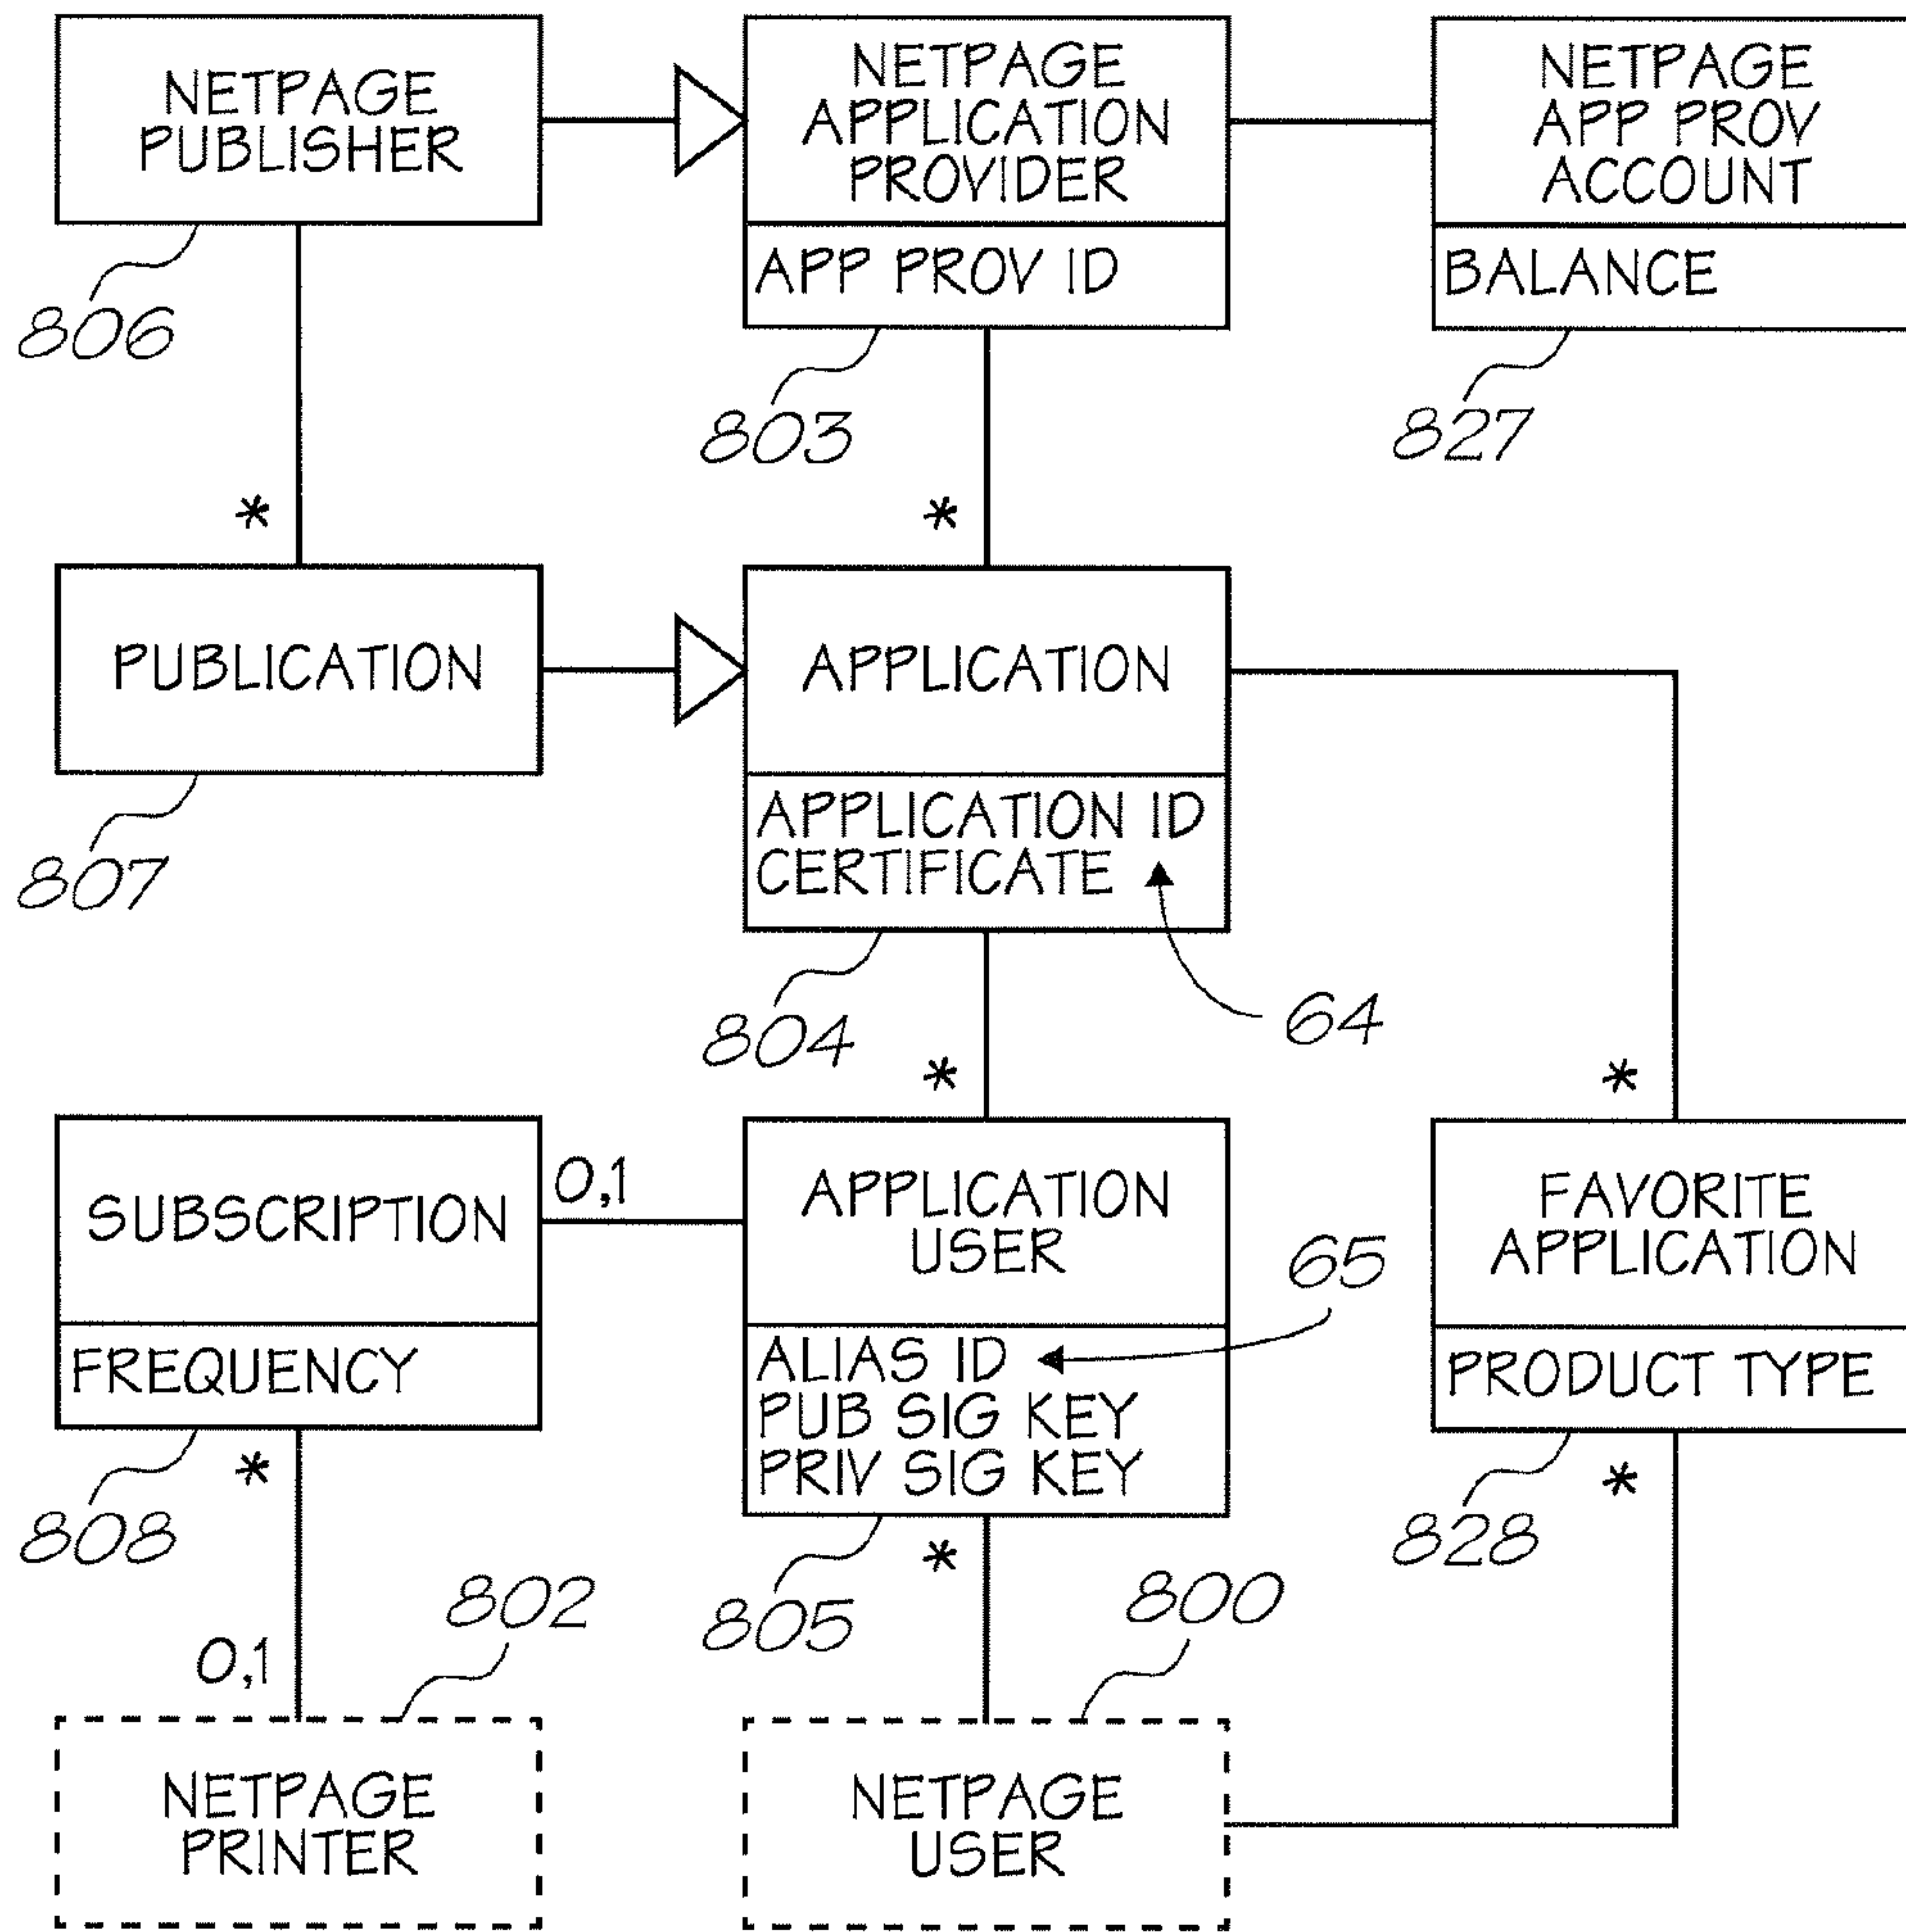 NETPAGE
PUBLISHER
NETPAGE
APPLICATION
PROVIDER
APP PROV ID
NETPAGE
APP PROV
ACCOUNT
BALANCE
806
803
827
*
*
PUBLICATION
APPLICATION
APPLICATION ID
CERTIFICATE
807
804
64
*
*
SUBSCRIPTION
FREQUENCY
0,1
APPLICATION
USER
ALIAS ID
PUB SIG KEY
PRIV SIG KEY
65
FAVORITE
APPLICATION
PRODUCT TYPE
808
*
802
0,1
805
*
800
828
*
NETPAGE
PRINTER
NETPAGE
USER